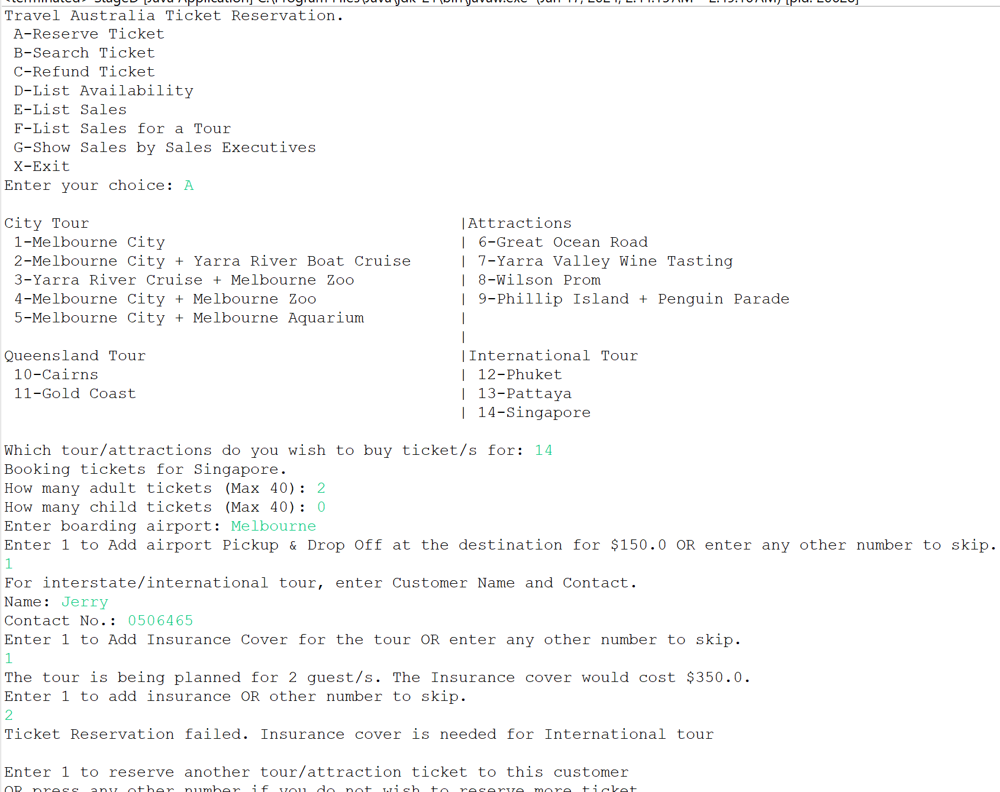 Travel Australia Ticket Reservation.
A-Reserve Ticket
B-Search Ticket
C-Refund Ticket
D-List Availability
E-List Sales
F-List Sales for a Tour
G-Show Sales by Sales Executives
X-Exit
Enter your choice: A
City Tour |Attractions
1-Melbourne City | 6-Great Ocean Road
2-Melbourne City + Yarra River Boat Cruise | 7-Yarra Valley Wine Tasting
3-Yarra River Cruise + Melbourne Zoo | 8-Wilson Prom
4-Melbourne City + Melbourne Zoo | 9-Phillip Island + Penguin Parade
5-Melbourne City + Melbourne Aquarium |
|
Queensland Tour |International Tour
10-Cairns | 12-Phuket
11-Gold Coast | 13-Pattaya
| 14-Singapore
Which tour/attractions do you wish to buy ticket/s for: 14
Booking tickets for Singapore.
How many adult tickets (Max 40): 2
How many child tickets (Max 40): 0
Enter boarding airport: Melbourne
Enter 1 to Add airport Pickup & Drop Off at the destination for $150.0 OR enter any other number to skip.
1
For interstate/international tour, enter Customer Name and Contact.
Name: Jerry
Contact No.: 0506465
Enter 1 to Add Insurance Cover for the tour OR enter any other number to skip.
1
The tour is being planned for 2 guest/s. The Insurance cover would cost $350.0.
Enter 1 to add insurance OR other number to skip.
2
Ticket Reservation failed. Insurance cover is needed for International tour
Enter 1 to reserve another tour/attraction ticket to this customer
OR press any other number if you do not wish to reserve more ticket